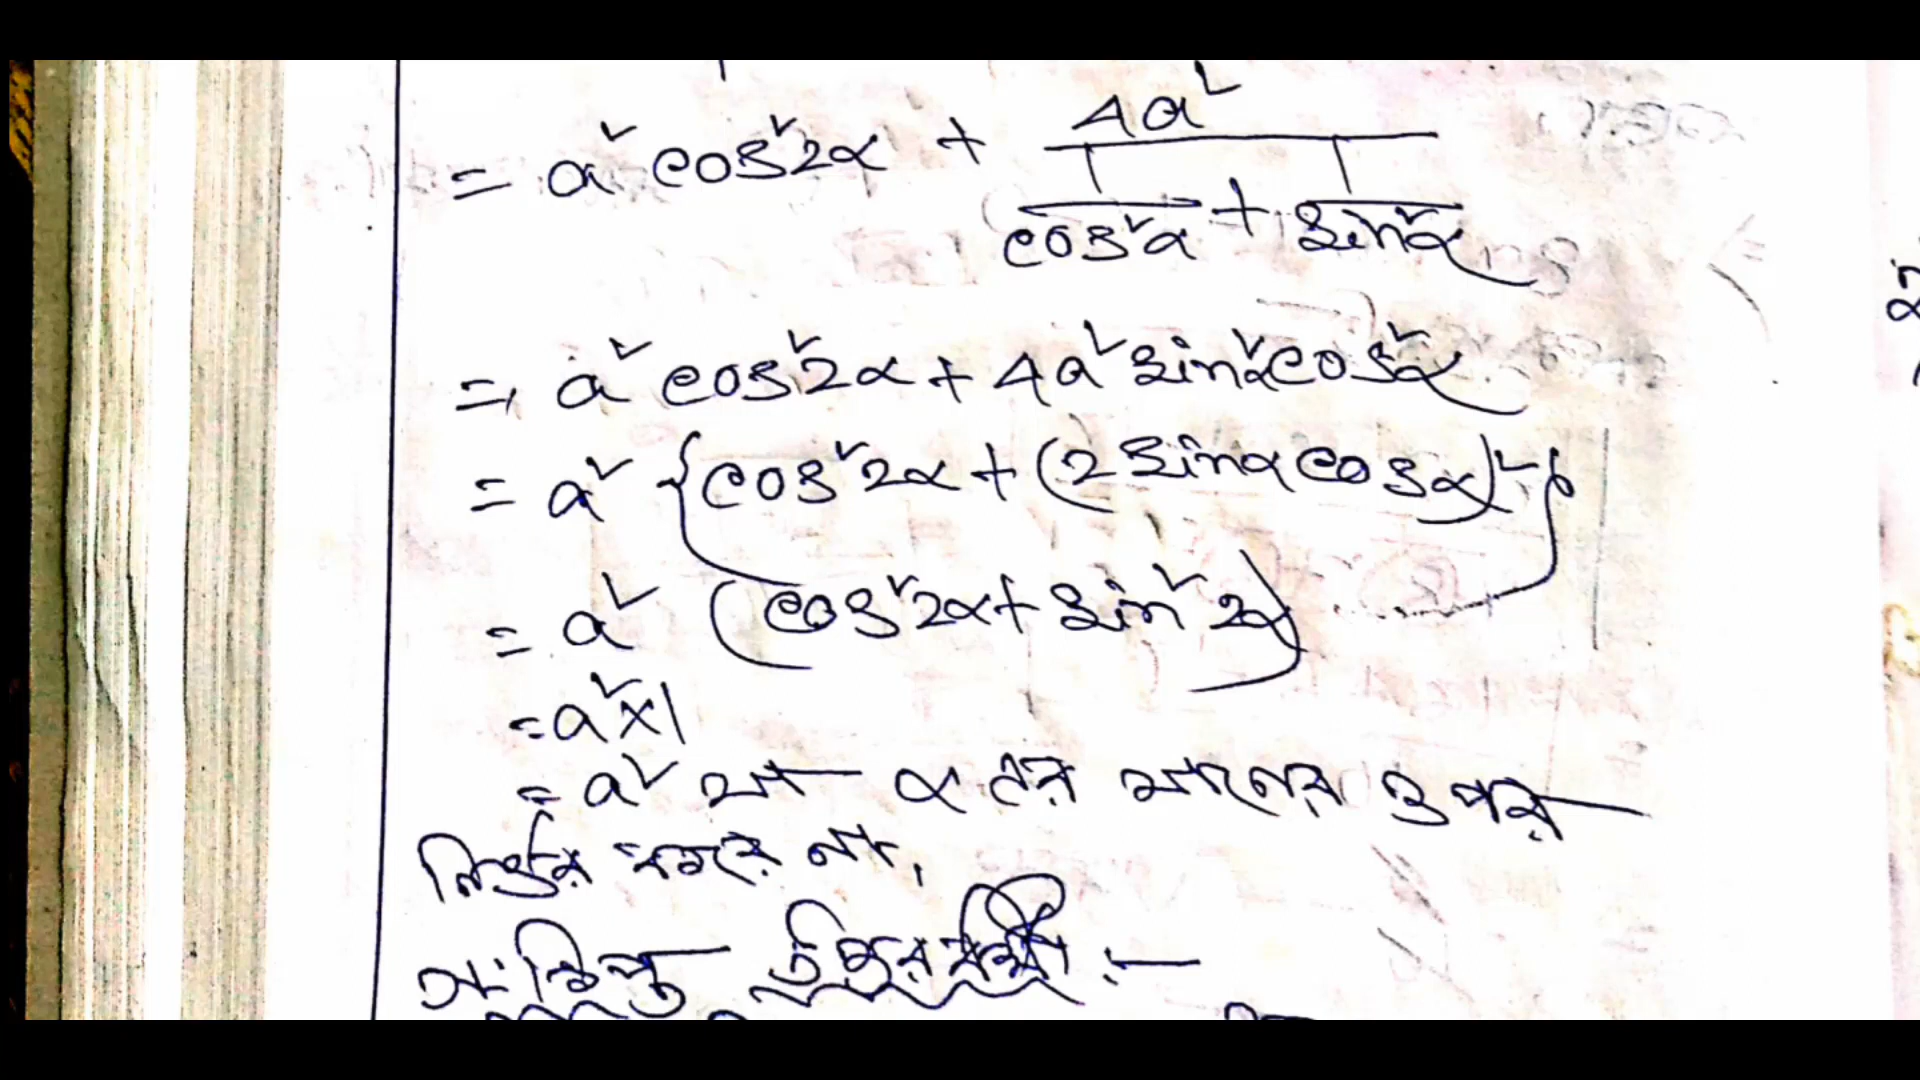 = a² cos²2α + 4a² / (1/cos²α + 1/sin²α)
=, a² cos²2α + 4a² sin²α cos²α
= a² {cos²2α + (2 sinα cosα)²}
= a² (cos²2α + sin²2α)
= a²×1
= a² যা α এর মানের ওপর
নির্ভর করে না,
সংক্ষিপ্ত :—